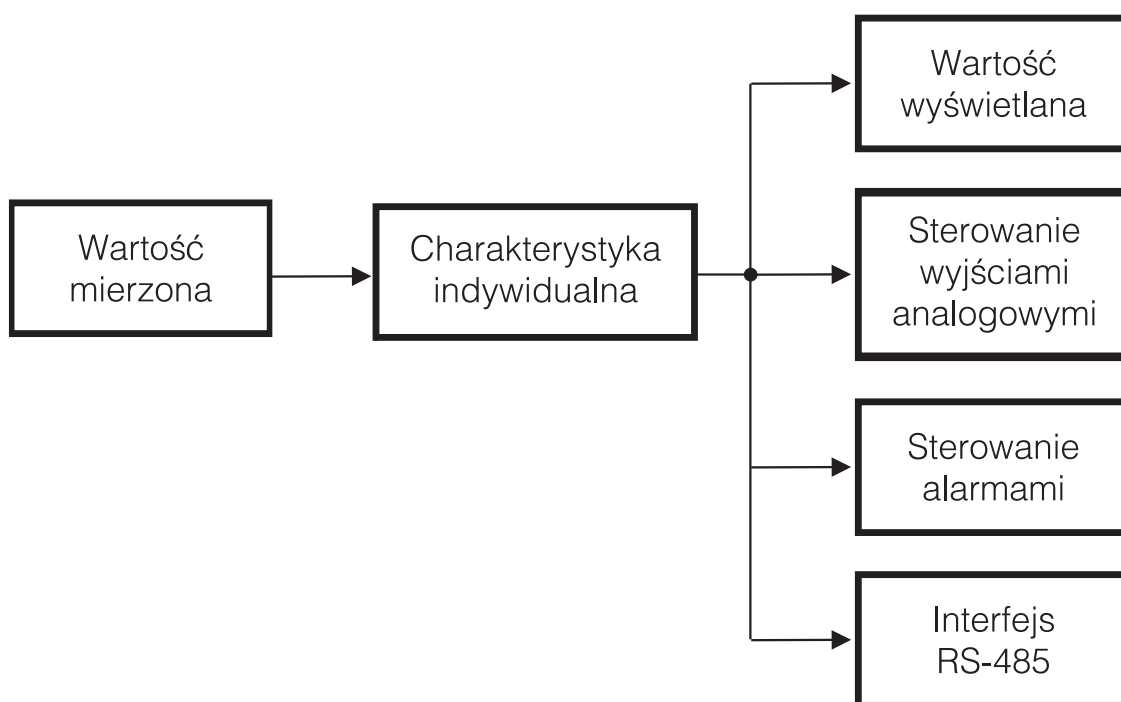 Wartość
mierzona
Charakterystyka
indywidualna
Wartość
wyświetlana
Sterowanie
wyjściami
analogowymi
Sterowanie
alarmami
Interfejs
RS-485